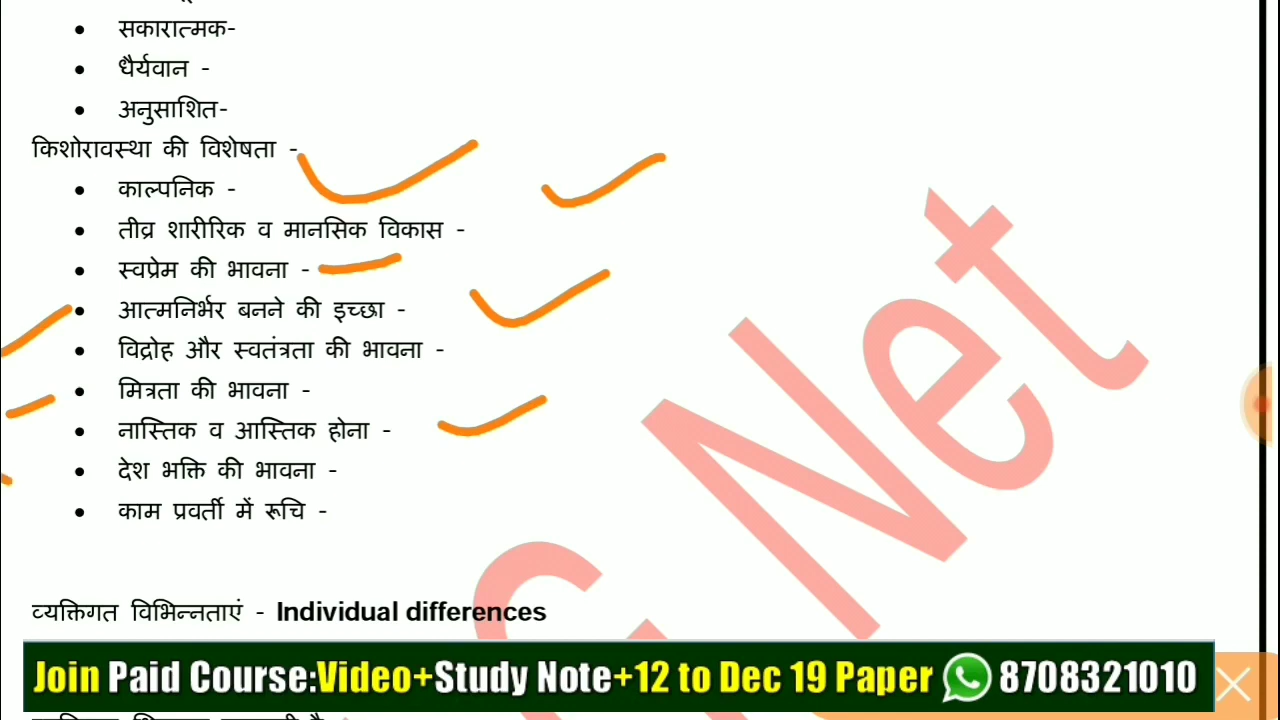 • सकारात्मक-
• धैर्यवान -
• अनुसाशित-
किशोरावस्था की विशेषता -
• काल्पनिक -
• तीव्र शारीरिक व मानसिक विकास -
• स्वप्रेम की भावना -
• आत्मनिर्भर बनने की इच्छा -
• विद्रोह और स्वतंत्रता की भावना -
• मित्रता की भावना -
• नास्तिक व आस्तिक होना -
• देश भक्ति की भावना -
• काम प्रवर्ती में रूचि -
व्यक्तिगत विभिन्नताएं - Individual differences
Join Paid Course:Video+Study Note+12 to Dec 19 Paper 8708321010
Net